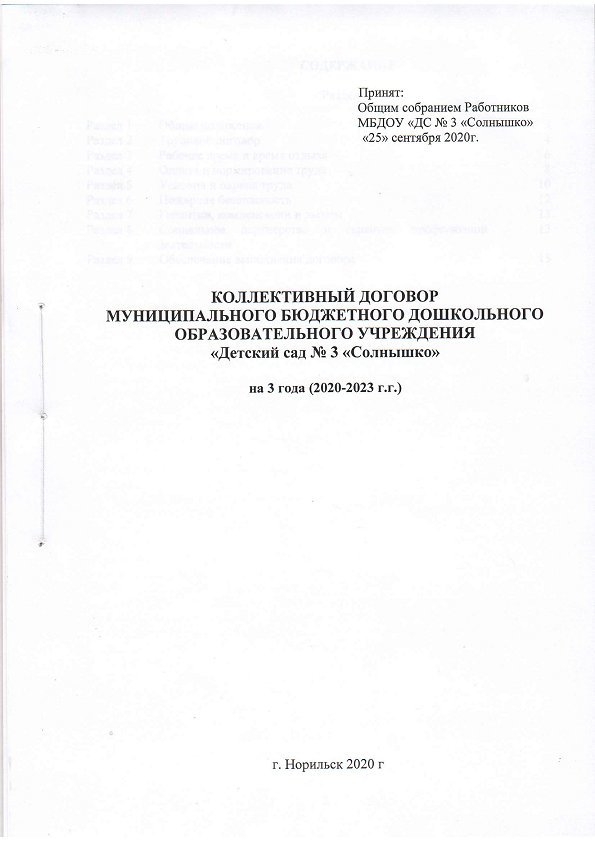 Принят:
Общим собранием Работников
МБДОУ «ДС № 3 «Солнышко»
«25» сентября 2020г.
КОЛЛЕКТИВНЫЙ ДОГОВОР
МУНИЦИПАЛЬНОГО БЮДЖЕТНОГО ДОШКОЛЬНОГО
ОБРАЗОВАТЕЛЬНОГО УЧРЕЖДЕНИЯ
«Детский сад № 3 «Солнышко»
на 3 года (2020-2023 г.г.)
г. Норильск 2020 г